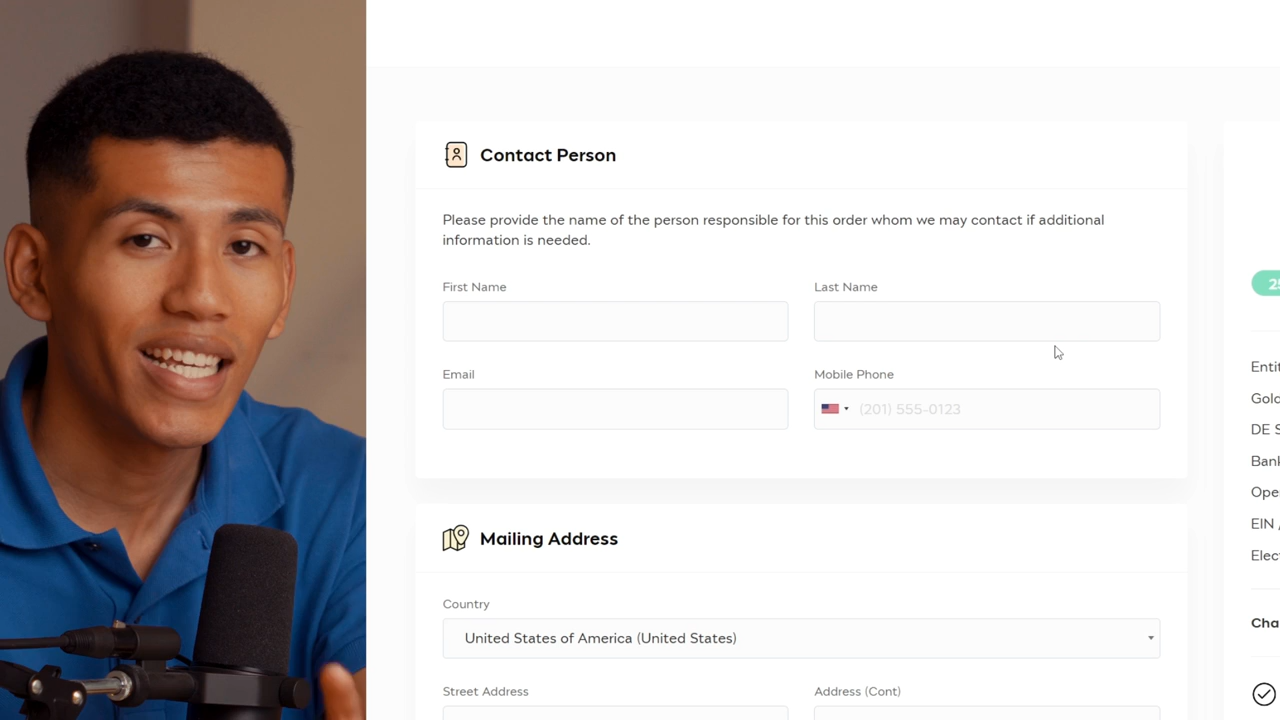 Contact Person
Please provide the name of the person responsible for this order whom we may contact if additional
information is needed.
First Name
Last Name
Email
Mobile Phone
(201) 555-0123
Mailing Address
Country
United States of America (United States)
Street Address
Address (Cont)
DE
EIN